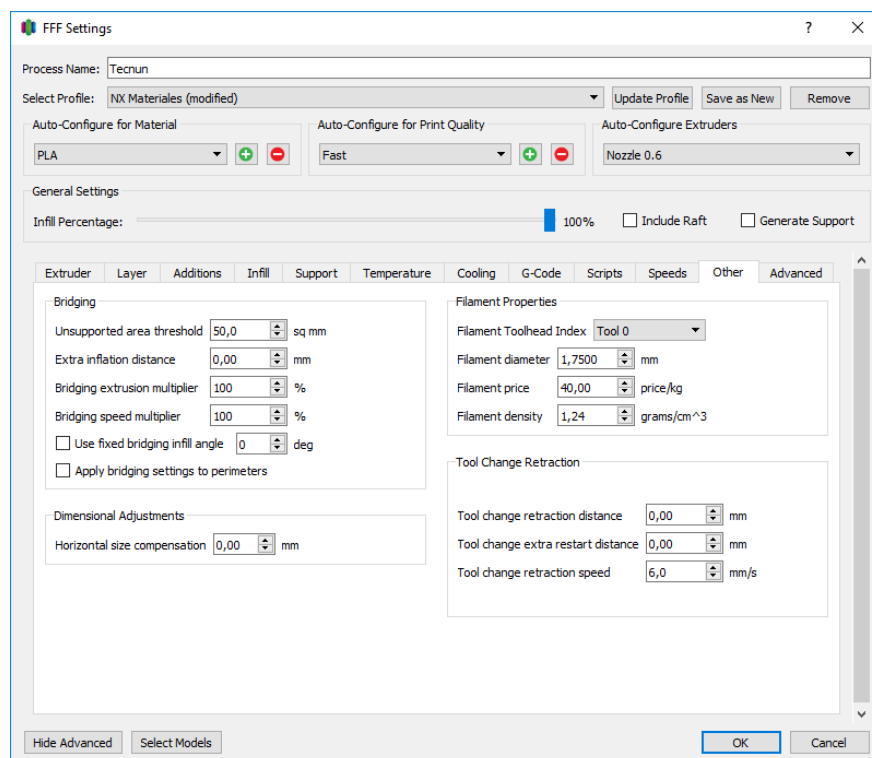 FFF Settings
?
Process Name: Tecnun
Select Profile: NX Materiales (modified) Update Profile Save as New Remove
Auto-Configure for Material Auto-Configure for Print Quality Auto-Configure Extruders
PLA Fast Nozzle 0.6
General Settings
Infill Percentage: 100% Include Raft Generate Support
Extruder Layer Additions Infill Support Temperature Cooling G-Code Scripts Speeds Other Advanced
Bridging
Unsupported area threshold 50,0 sq mm
Extra inflation distance 0,00 mm
Bridging extrusion multiplier 100 %
Bridging speed multiplier 100 %
Use fixed bridging infill angle 0 deg
Apply bridging settings to perimeters
Dimensional Adjustments
Horizontal size compensation 0,00 mm
Filament Properties
Filament Toolhead Index Tool 0
Filament diameter 1,7500 mm
Filament price 40,00 price/kg
Filament density 1,24 grams/cm^3
Tool Change Retraction
Tool change retraction distance 0,00 mm
Tool change extra restart distance 0,00 mm
Tool change retraction speed 6,0 mm/s
Hide Advanced Select Models OK Cancel